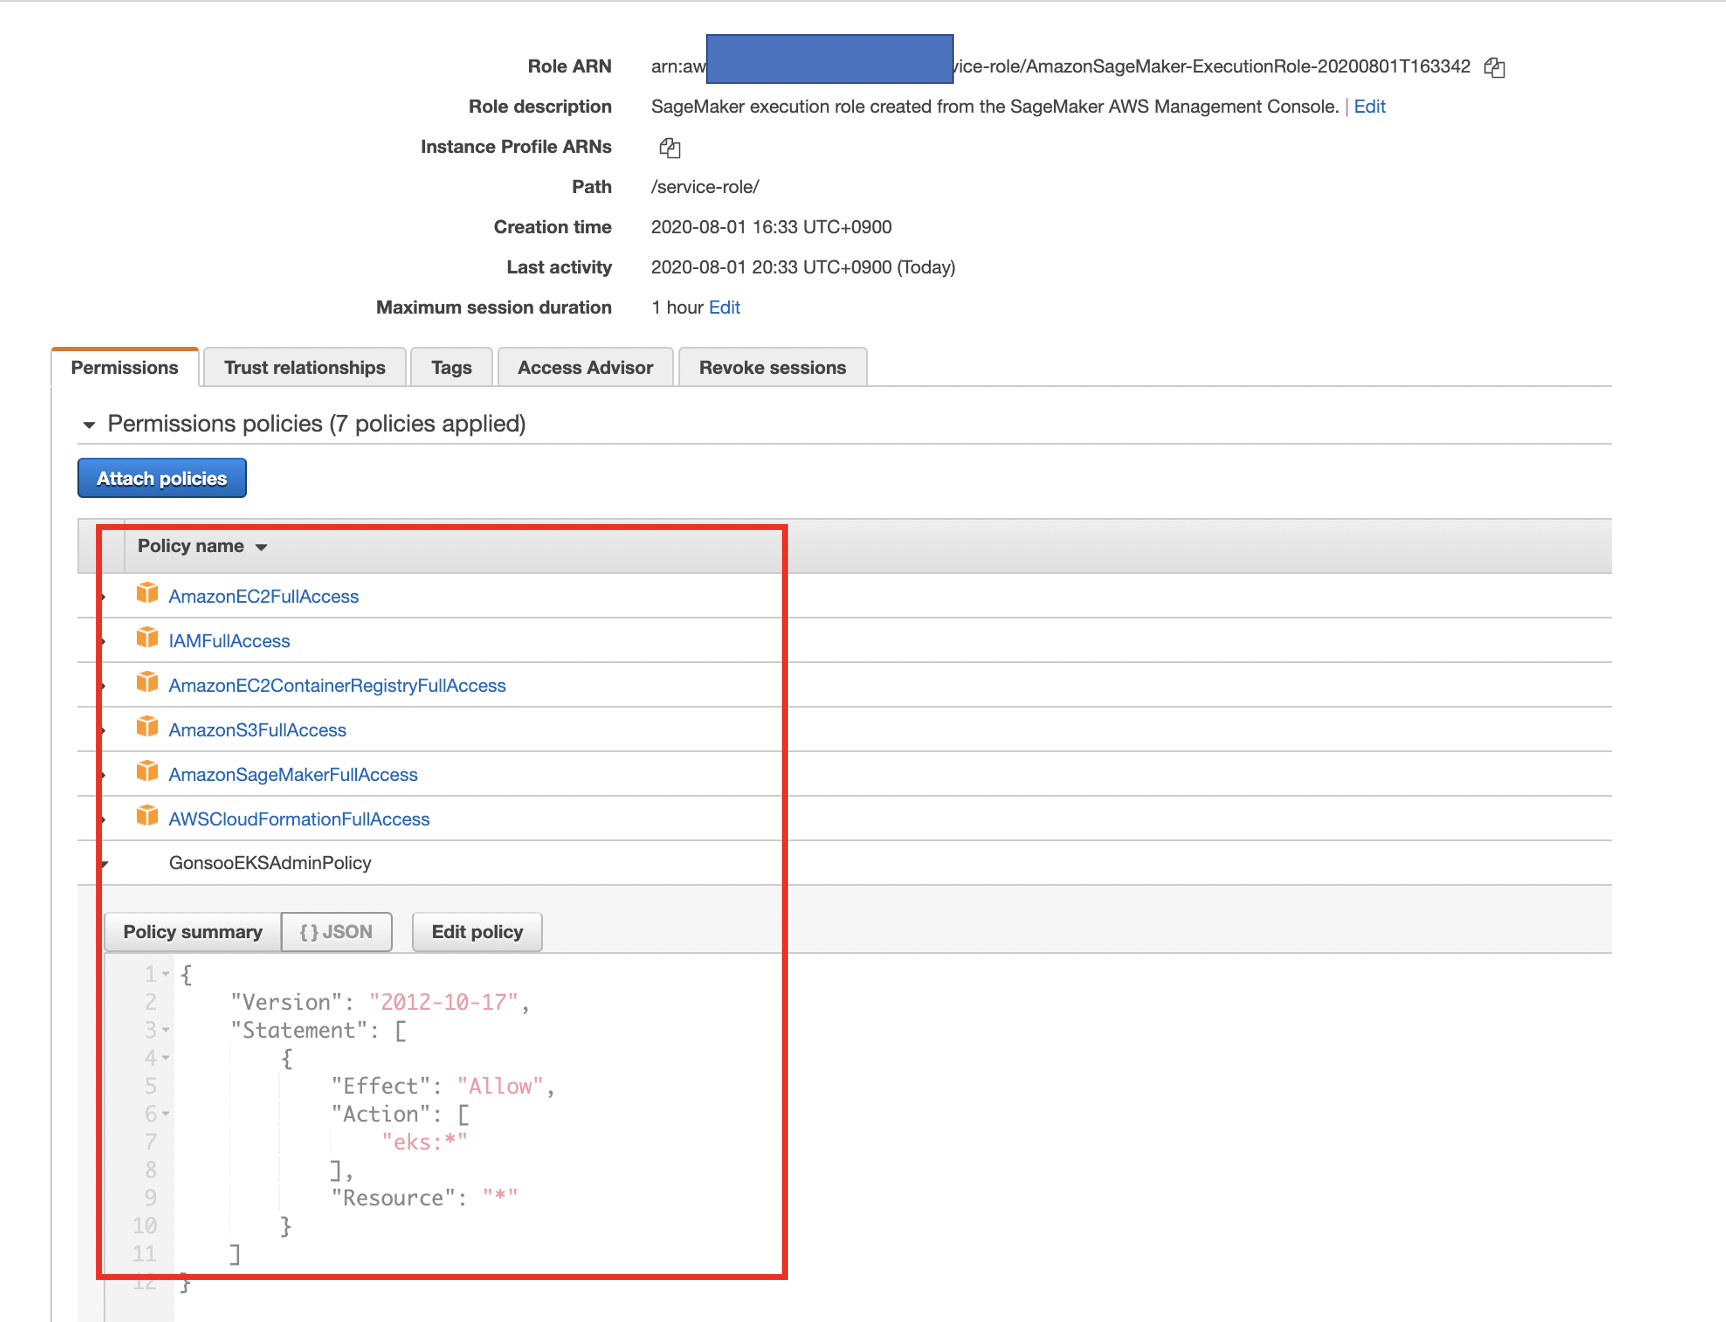 Role ARN arn:aw vice-role/AmazonSageMaker-ExecutionRole-20200801T163342
Role description SageMaker execution role created from the SageMaker AWS Management Console. | Edit
Instance Profile ARNs
Path /service-role/
Creation time 2020-08-01 16:33 UTC+0900
Last activity 2020-08-01 20:33 UTC+0900 (Today)
Maximum session duration 1 hour Edit
Permissions Trust relationships Tags Access Advisor Revoke sessions
Permissions policies (7 policies applied)
Attach policies
Policy name
AmazonEC2FullAccess
IAMFullAccess
AmazonEC2ContainerRegistryFullAccess
AmazonS3FullAccess
AmazonSageMakerFullAccess
AWSCloudFormationFullAccess
GonsooEKSAdminPolicy
Policy summary {} JSON Edit policy
1 {
2 "Version": "2012-10-17",
3 "Statement": [
4 {
5 "Effect": "Allow",
6 "Action": [
7 "eks:*"
8 ],
9 "Resource": "*"
10 }
11 ]
12 }